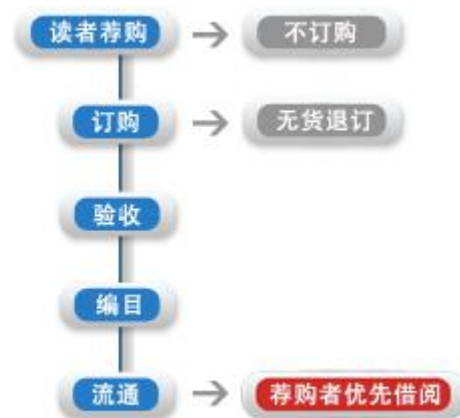 读者荐购
不订购
订购
无货退订
验收
编目
流通
荐购者优先借阅